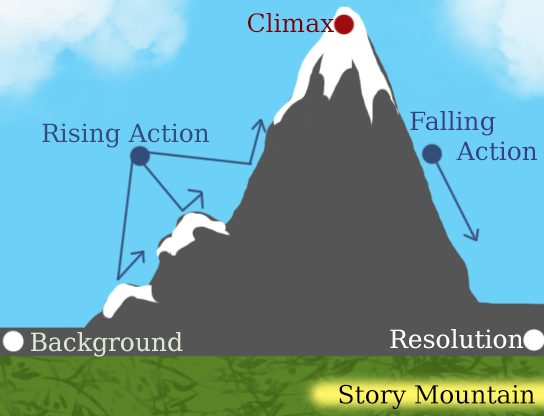 Climax
Rising Action
Falling
Action
Background
Resolution
Story Mountain